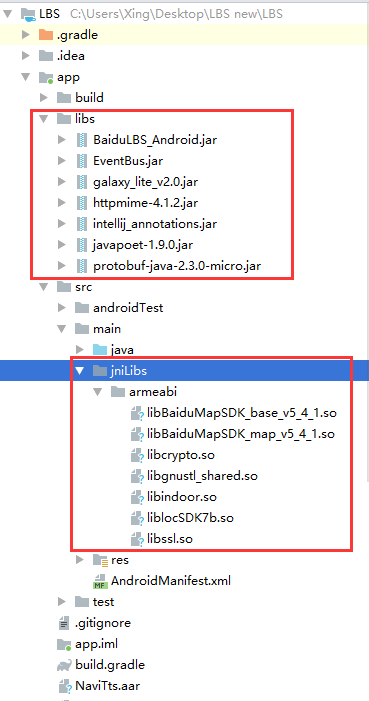 LBS C:\Users\Xing\Desktop\LBS new\LBS
.gradle
.idea
app
build
libs
BaiduLBS_Android.jar
EventBus.jar
galaxy_lite_v2.0.jar
httpmime-4.1.2.jar
intellij_annotations.jar
javapoet-1.9.0.jar
protobuf-java-2.3.0-micro.jar
src
androidTest
main
java
jniLibs
armeabi
libBaiduMapSDK_base_v5_4_1.so
libBaiduMapSDK_map_v5_4_1.so
libcrypto.so
libgnustl_shared.so
libindoor.so
liblocSDK7b.so
libssl.so
res
MF AndroidManifest.xml
test
.gitignore
app.iml
build.gradle
NaviTts.aar